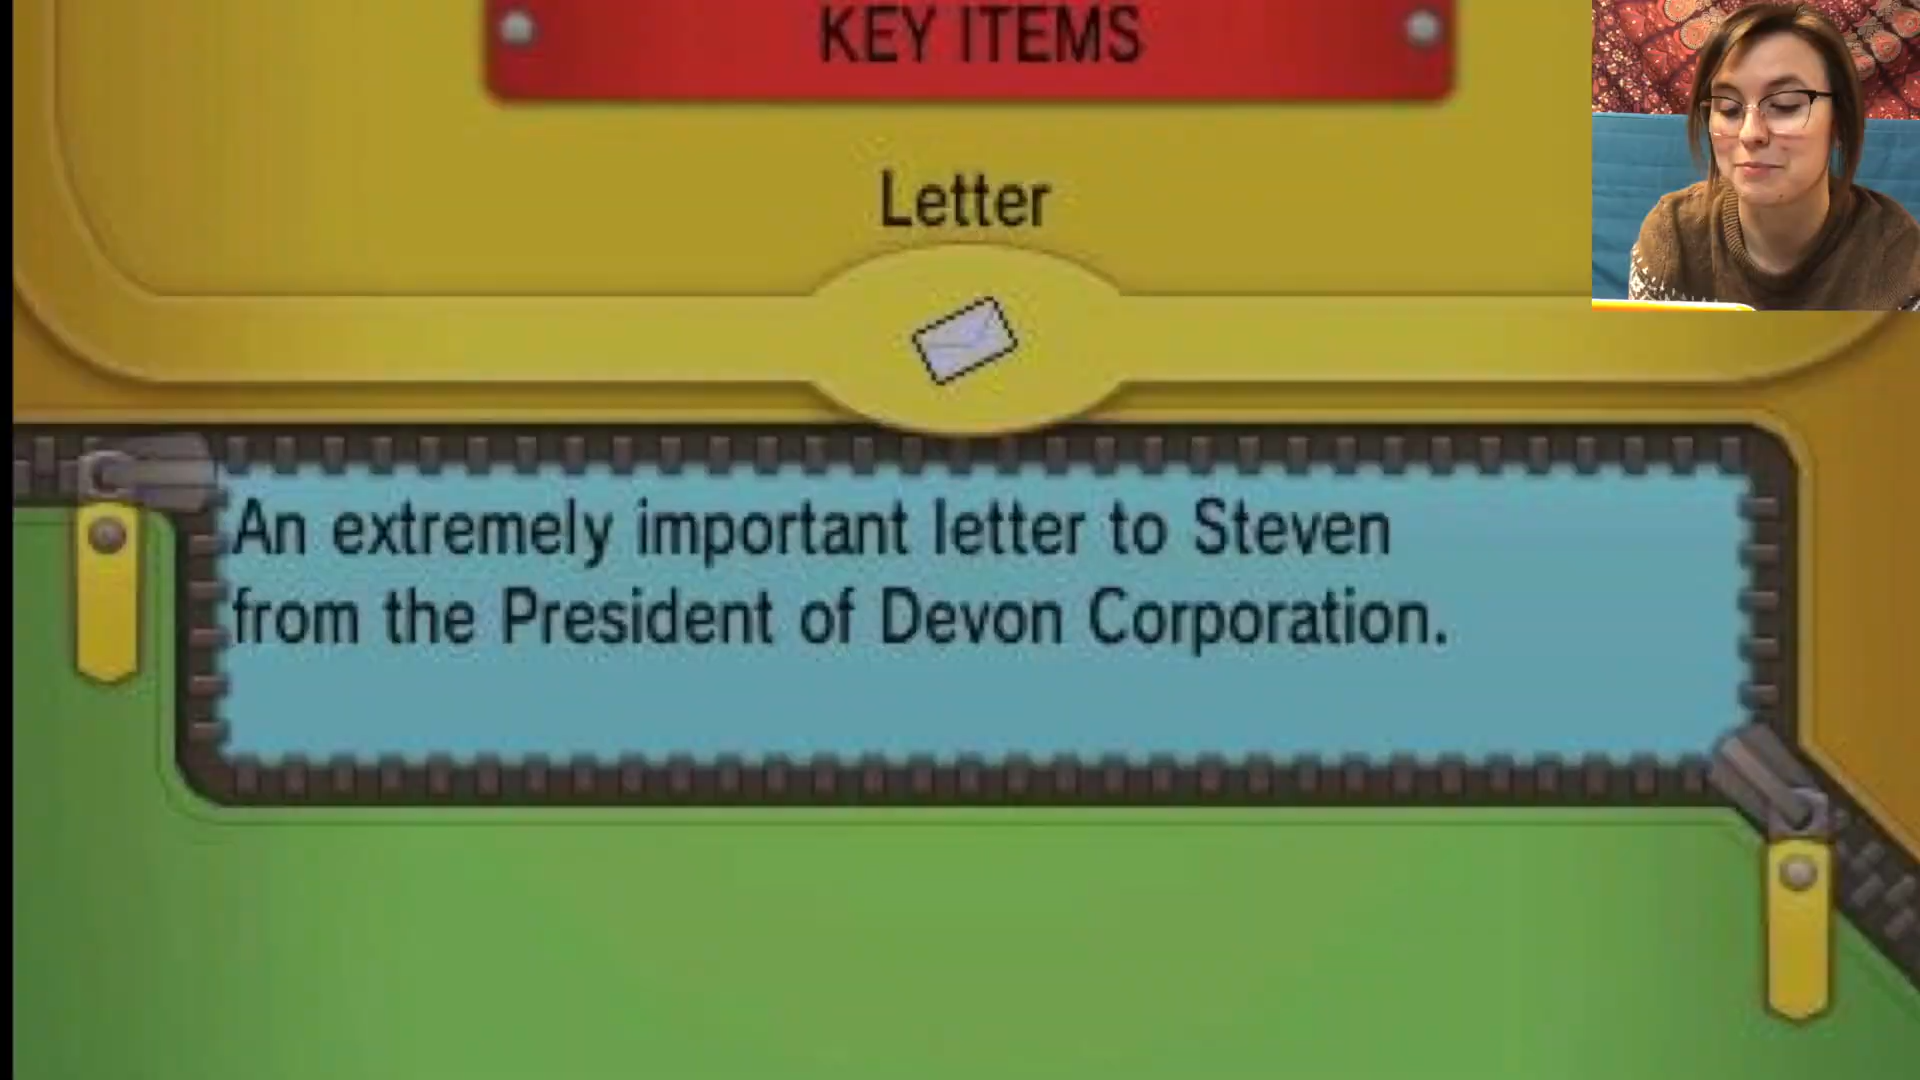 KEY ITEMS
Letter
An extremely important letter to Steven
from the President of Devon Corporation.